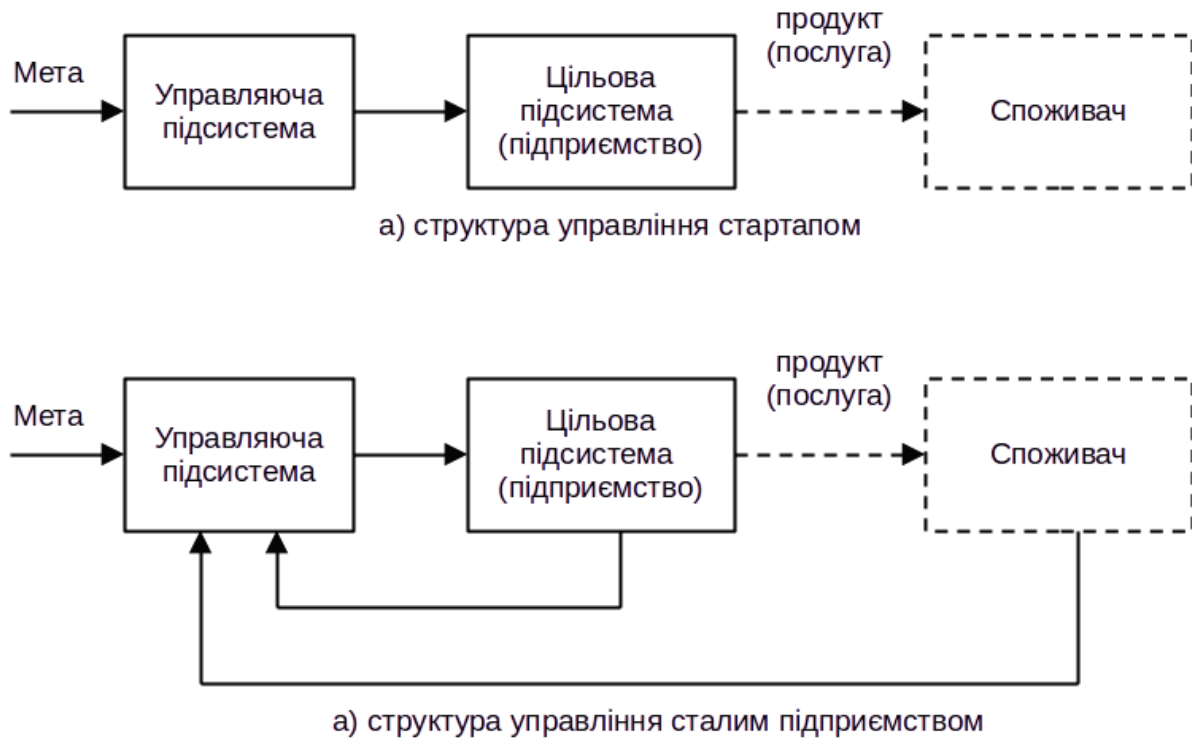 Мета
Управляюча
підсистема
Цільова
підсистема
(підприємство)
продукт
(послуга)
Споживач
а) структура управління стартапом
Мета
Управляюча
підсистема
Цільова
підсистема
(підприємство)
продукт
(послуга)
Споживач
а) структура управління сталим підприємством